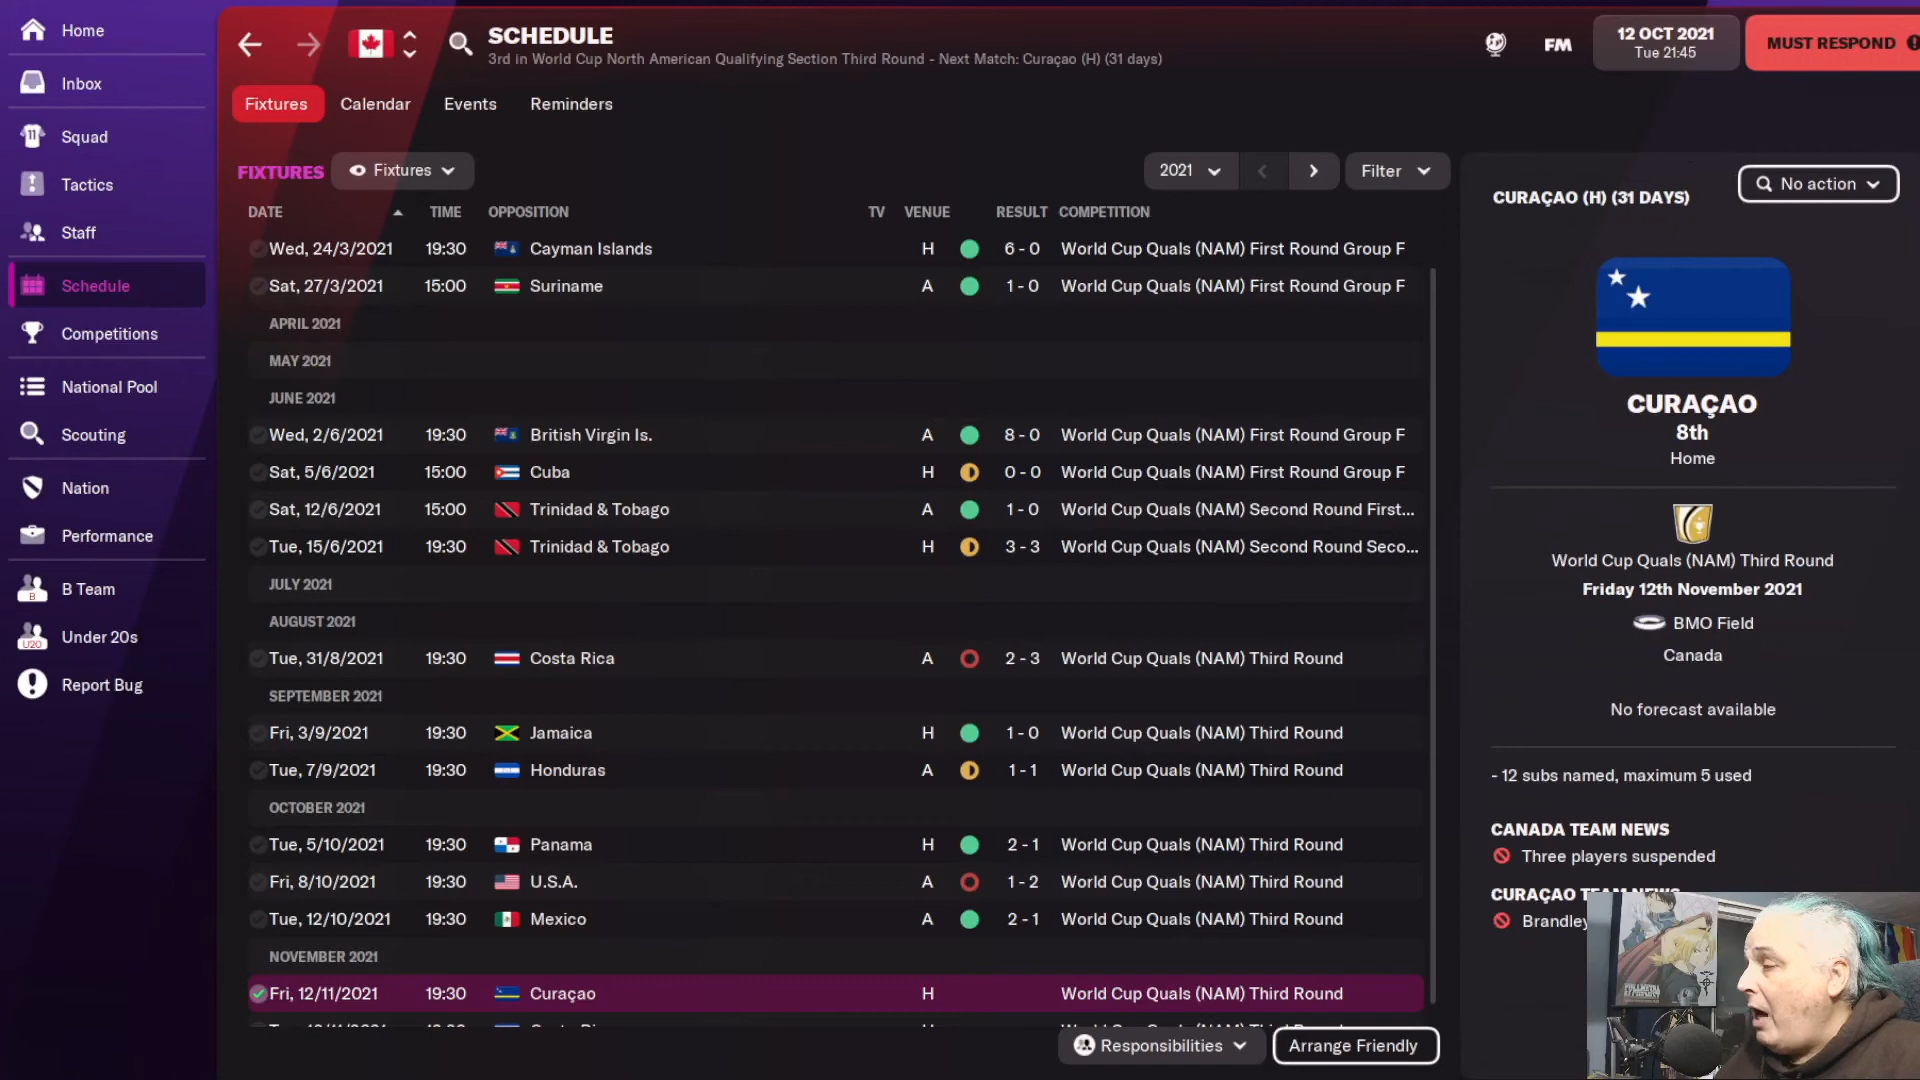 Home
Inbox
Squad
Tactics
Staff
Schedule
Competitions
National Pool
Scouting
Nation
Performance
B Team
Under 20s
Report Bug
SCHEDULE
3rd in World Cup North American Qualifying Section Third Round - Next Match: Curaçao (H) (31 days)
FM
12 OCT 2021
Tue 21:45
MUST RESPOND
Fixtures Calendar Events Reminders
FIXTURES Fixtures 2021 Filter
DATE TIME OPPOSITION TV VENUE RESULT COMPETITION
Wed, 24/3/2021 19:30 Cayman Islands H 6 - 0 World Cup Quals (NAM) First Round Group F
Sat, 27/3/2021 15:00 Suriname A 1 - 0 World Cup Quals (NAM) First Round Group F
APRIL 2021
MAY 2021
JUNE 2021
Wed, 2/6/2021 19:30 British Virgin Is. A 8 - 0 World Cup Quals (NAM) First Round Group F
Sat, 5/6/2021 15:00 Cuba H 0 - 0 World Cup Quals (NAM) First Round Group F
Sat, 12/6/2021 15:00 Trinidad & Tobago A 1 - 0 World Cup Quals (NAM) Second Round First...
Tue, 15/6/2021 19:30 Trinidad & Tobago H 3 - 3 World Cup Quals (NAM) Second Round Seco...
JULY 2021
AUGUST 2021
Tue, 31/8/2021 19:30 Costa Rica A 2 - 3 World Cup Quals (NAM) Third Round
SEPTEMBER 2021
Fri, 3/9/2021 19:30 Jamaica H 1 - 0 World Cup Quals (NAM) Third Round
Tue, 7/9/2021 19:30 Honduras A 1 - 1 World Cup Quals (NAM) Third Round
OCTOBER 2021
Tue, 5/10/2021 19:30 Panama H 2 - 1 World Cup Quals (NAM) Third Round
Fri, 8/10/2021 19:30 U.S.A. A 1 - 2 World Cup Quals (NAM) Third Round
Tue, 12/10/2021 19:30 Mexico A 2 - 1 World Cup Quals (NAM) Third Round
NOVEMBER 2021
Fri, 12/11/2021 19:30 Curaçao H World Cup Quals (NAM) Third Round
Responsibilities Arrange Friendly
CURAÇAO (H) (31 DAYS)
No action
CURAÇAO
8th
Home
World Cup Quals (NAM) Third Round
Friday 12th November 2021
BMO Field
Canada
No forecast available
- 12 subs named, maximum 5 used
CANADA TEAM NEWS
Three players suspended
CURAÇAO TEAM NEWS
Brandley
FULLMETAL